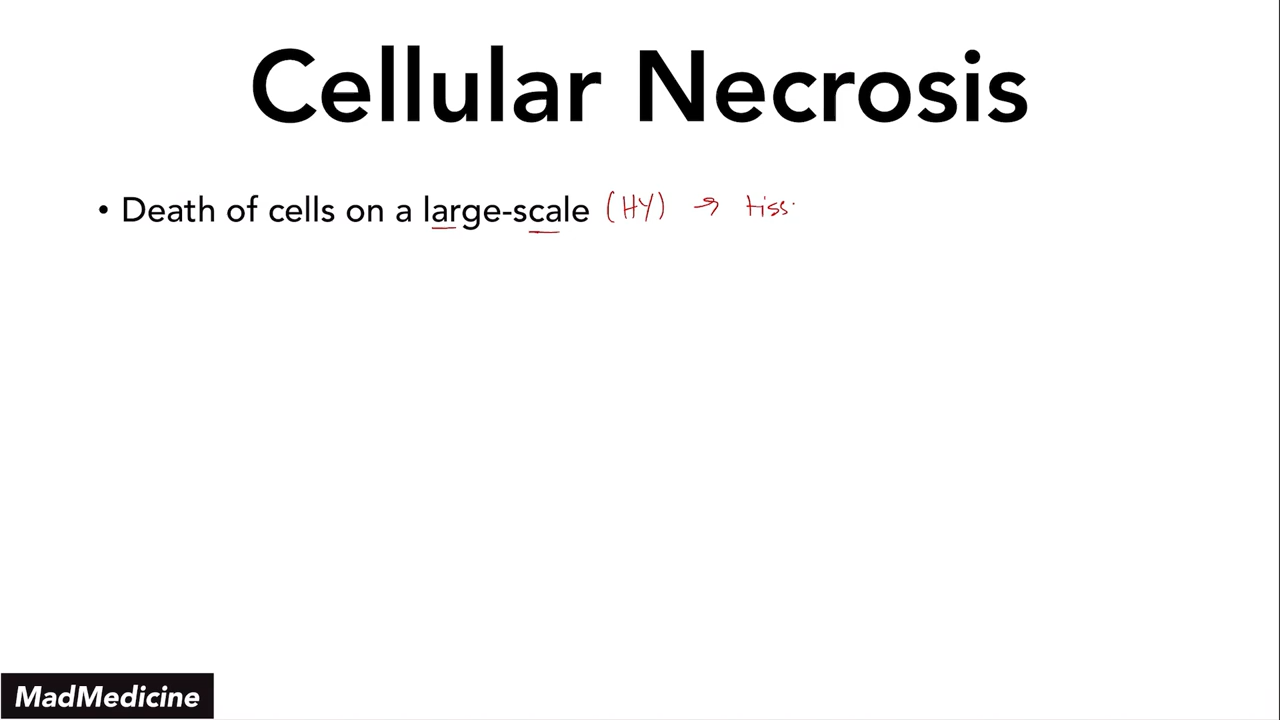 Cellular Necrosis
• Death of cells on a large-scale (HY) → tiss
MadMedicine